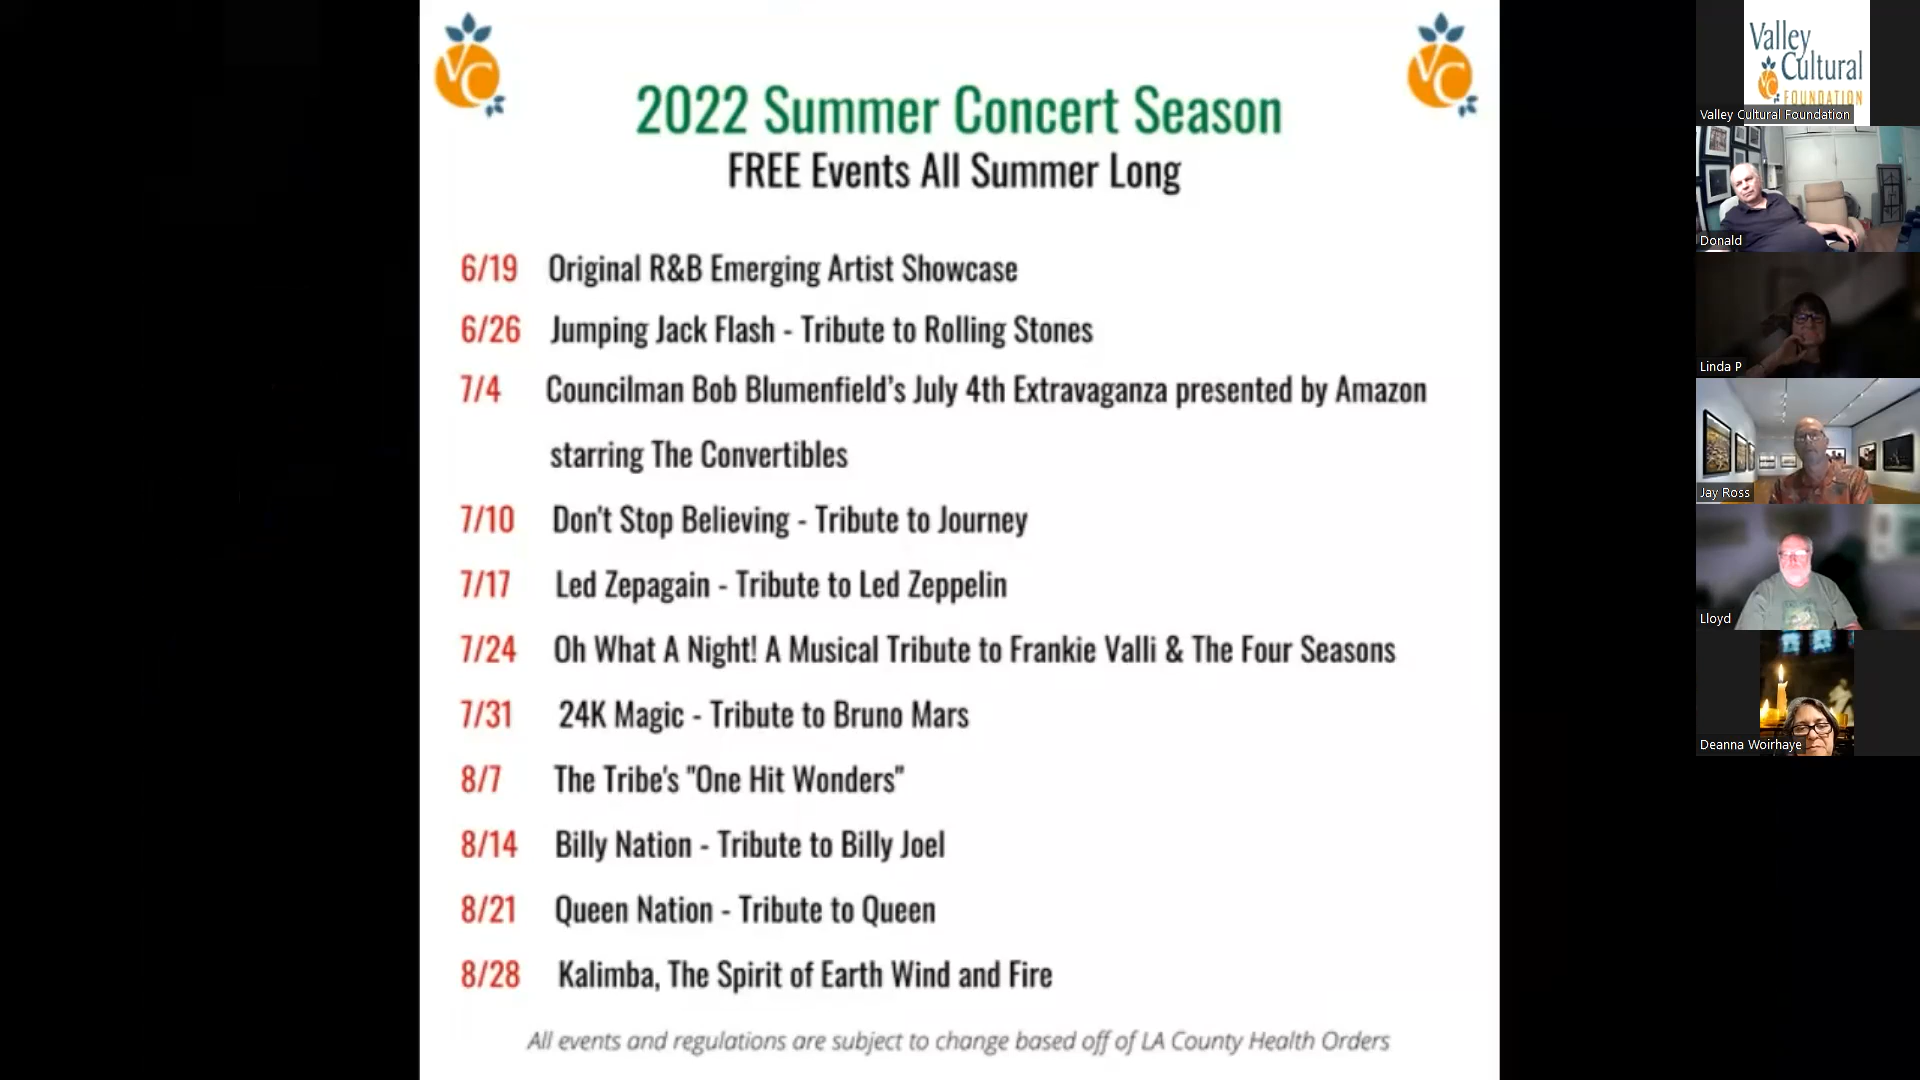 VC
VC
2022 Summer Concert Season
FREE Events All Summer Long
6/19 Original R&B Emerging Artist Showcase
6/26 Jumping Jack Flash - Tribute to Rolling Stones
7/4 Councilman Bob Blumenfield's July 4th Extravaganza presented by Amazon
starring The Convertibles
7/10 Don't Stop Believing - Tribute to Journey
7/17 Led Zepagain - Tribute to Led Zeppelin
7/24 Oh What A Night! A Musical Tribute to Frankie Valli & The Four Seasons
7/31 24K Magic - Tribute to Bruno Mars
8/7 The Tribe's "One Hit Wonders"
8/14 Billy Nation - Tribute to Billy Joel
8/21 Queen Nation - Tribute to Queen
8/28 Kalimba, The Spirit of Earth Wind and Fire
All events and regulations are subject to change based off of LA County Health Orders
Valley
Cultural
VC
FOUNDATION
Valley Cultural Foundation
Donald
Linda P
Jay Ross
Lloyd
Deanna Woirhaye